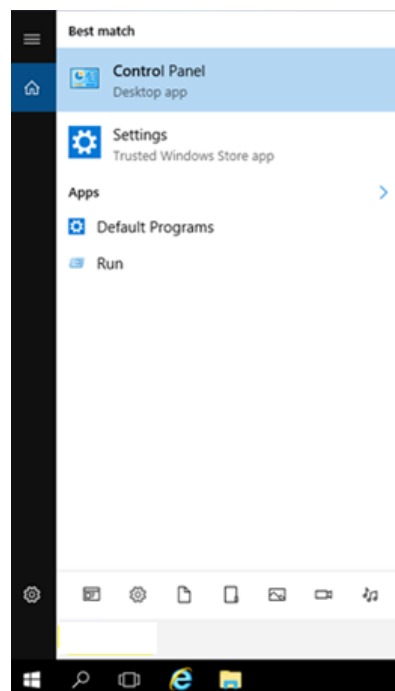 Best match
Control Panel
Desktop app
Settings
Trusted Windows Store app
Apps
Default Programs
Run